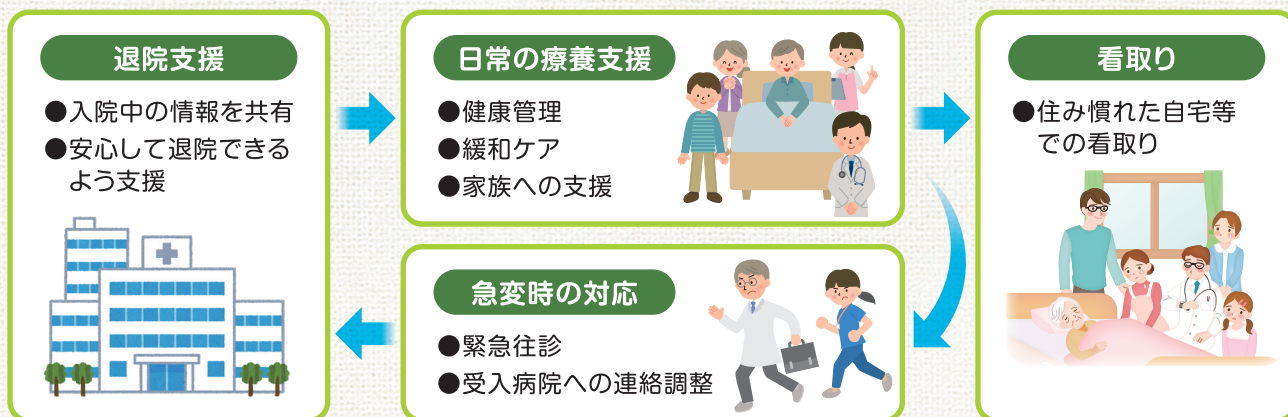 退院支援
●入院中の情報を共有
●安心して退院できる
よう支援
日常の療養支援
●健康管理
●緩和ケア
●家族への支援
急変時の対応
●緊急往診
●受入病院への連絡調整
看取り
●住み慣れた自宅等
での看取り